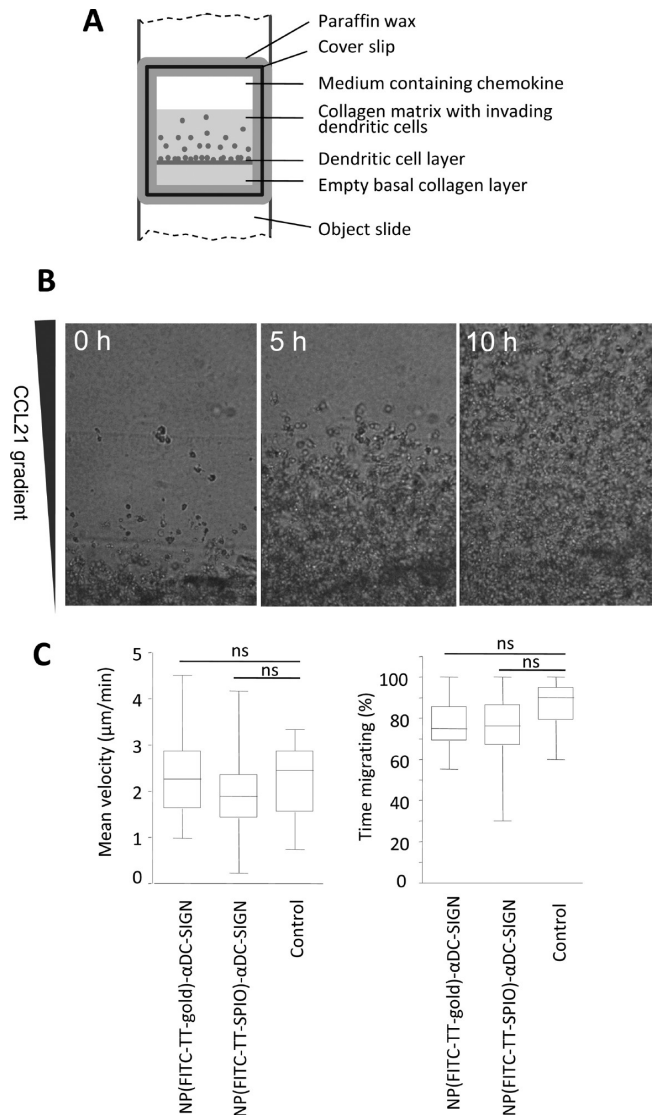 A
Paraffin wax
Cover slip
Medium containing chemokine
Collagen matrix with invading
dendritic cells
Dendritic cell layer
Empty basal collagen layer
Object slide
B
CCL21 gradient
0 h
5 h
10 h
C
Mean velocity (µm/min)
5
4
3
2
1
0
ns
ns
NP(FITC-TT-gold)-αDC-SIGN
NP(FITC-TT-SPIO)-αDC-SIGN
Control
Time migrating (%)
100
80
60
40
20
0
ns
ns
NP(FITC-TT-gold)-αDC-SIGN
NP(FITC-TT-SPIO)-αDC-SIGN
Control